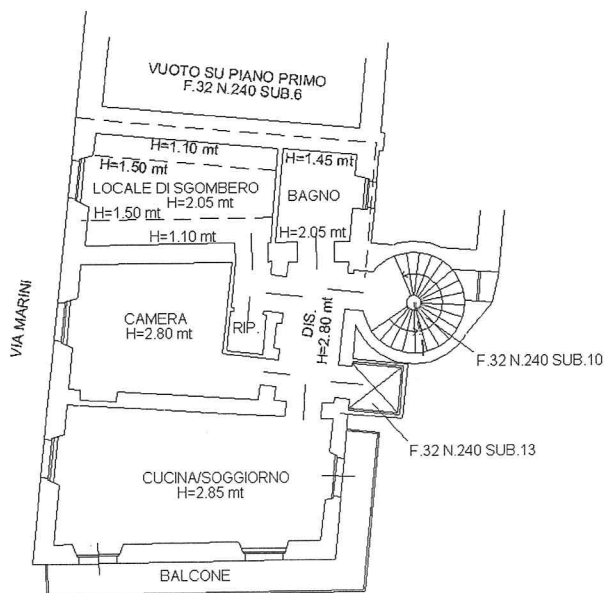 VUOTO SU PIANO PRIMO
F.32 N.240 SUB.6
H=1.10 mt
H=1.50 mt
LOCALE DI SGOMBERO
H=2.05 mt
H=1.50 mt
H=1.10 mt
H=1.45 mt
BAGNO
H=2.05 mt
VIA MARINI
CAMERA
H=2.80 mt
RIP.
DIS.
H=2.80 mt
F.32 N.240 SUB.10
F.32 N.240 SUB.13
CUCINA/SOGGIORNO
H=2.85 mt
BALCONE